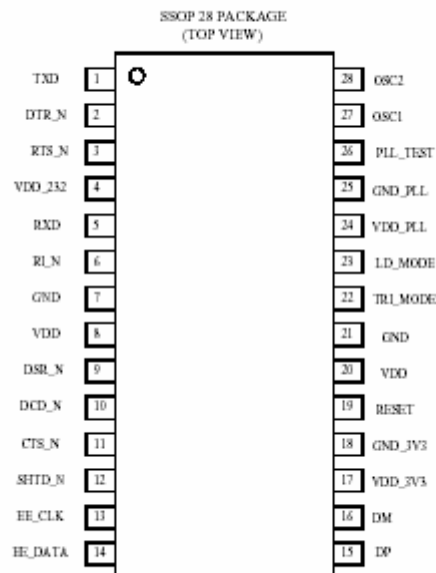 SSOP 28 PACKAGE
(TOP VIEW)
TXD 1 28 OSC2
DTR_N 2 27 OSC1
RTS_N 3 26 PLL_TEST
VDD_232 4 25 GND_PLL
RXD 5 24 VDD_PLL
RI_N 6 23 LD_MODE
GND 7 22 TRI_MODE
VDD 8 21 GND
DSR_N 9 20 VDD
DCD_N 10 19 RESET
CTS_N 11 18 GND_3V3
SHTD_N 12 17 VDD_3V3
EE_CLK 13 16 DM
EE_DATA 14 15 DP